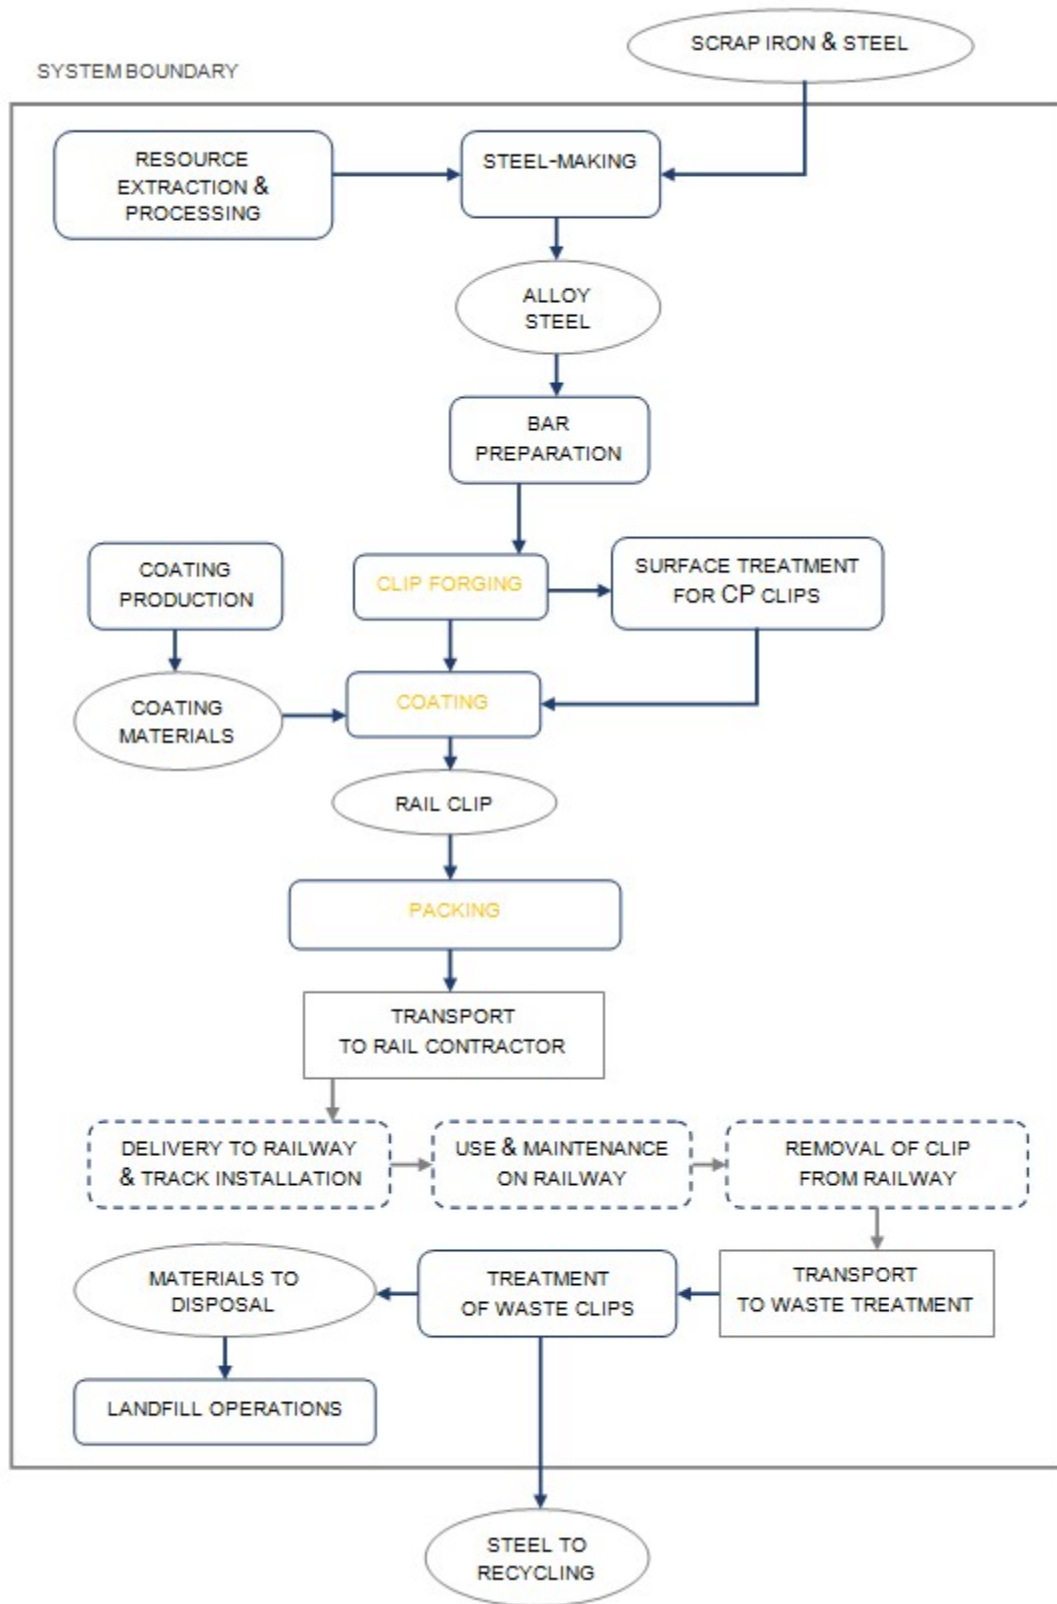 SCRAP IRON & STEEL
SYSTEM BOUNDARY
RESOURCE
EXTRACTION &
PROCESSING
STEEL-MAKING
ALLOY
STEEL
BAR
PREPARATION
COATING
PRODUCTION
CLIP FORGING
SURFACE TREATMENT
FOR CP CLIPS
COATING
MATERIALS
COATING
RAIL CLIP
PACKING
TRANSPORT
TO RAIL CONTRACTOR
DELIVERY TO RAILWAY
& TRACK INSTALLATION
USE & MAINTENANCE
ON RAILWAY
REMOVAL OF CLIP
FROM RAILWAY
MATERIALS TO
DISPOSAL
TREATMENT
OF WASTE CLIPS
TRANSPORT
TO WASTE TREATMENT
LANDFILL OPERATIONS
STEEL TO
RECYCLING